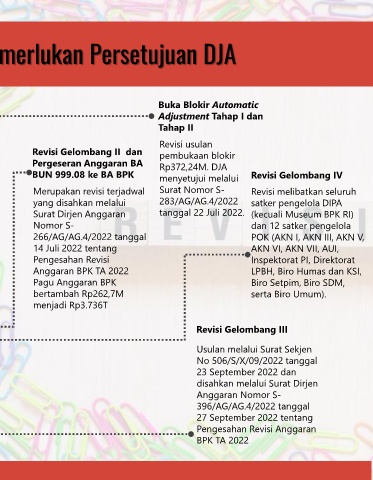 merlukan Persetujuan DJA
Buka Blokir Automatic
Adjustment Tahap I dan
Tahap II
Revisi usulan
pembukaan blokir
Rp372,24M. DJA
menyetujui melalui
Surat Nomor S-
283/AG/AG.4/2022
tanggal 22 Juli 2022.
Revisi Gelombang II dan
Pergeseran Anggaran BA
BUN 999.08 ke BA BPK
Merupakan revisi terjadwal
yang disahkan melalui
Surat Dirjen Anggaran
Nomor S-
266/AG/AG.4/2022 tanggal
14 Juli 2022 tentang
Pengesahan Revisi
Anggaran BPK TA 2022
Pagu Anggaran BPK
bertambah Rp262,7M
menjadi Rp3.736T
Revisi Gelombang IV
Revisi melibatkan seluruh
satker pengelola DIPA
(kecuali Museum BPK RI)
dan 12 satker pengelola
POK (AKN I, AKN III, AKN V,
AKN VI, AKN VII, AUI,
Inspektorat PI, Direktorat
LPBH, Biro Humas dan KSI,
Biro Setpim, Biro SDM,
serta Biro Umum).
Revisi Gelombang III
Usulan melalui Surat Sekjen
No 506/S/X/09/2022 tanggal
23 September 2022 dan
disahkan melalui Surat Dirjen
Anggaran Nomor S-
396/AG/AG.4/2022 tanggal
27 September 2022 tentang
Pengesahan Revisi Anggaran
BPK TA 2022